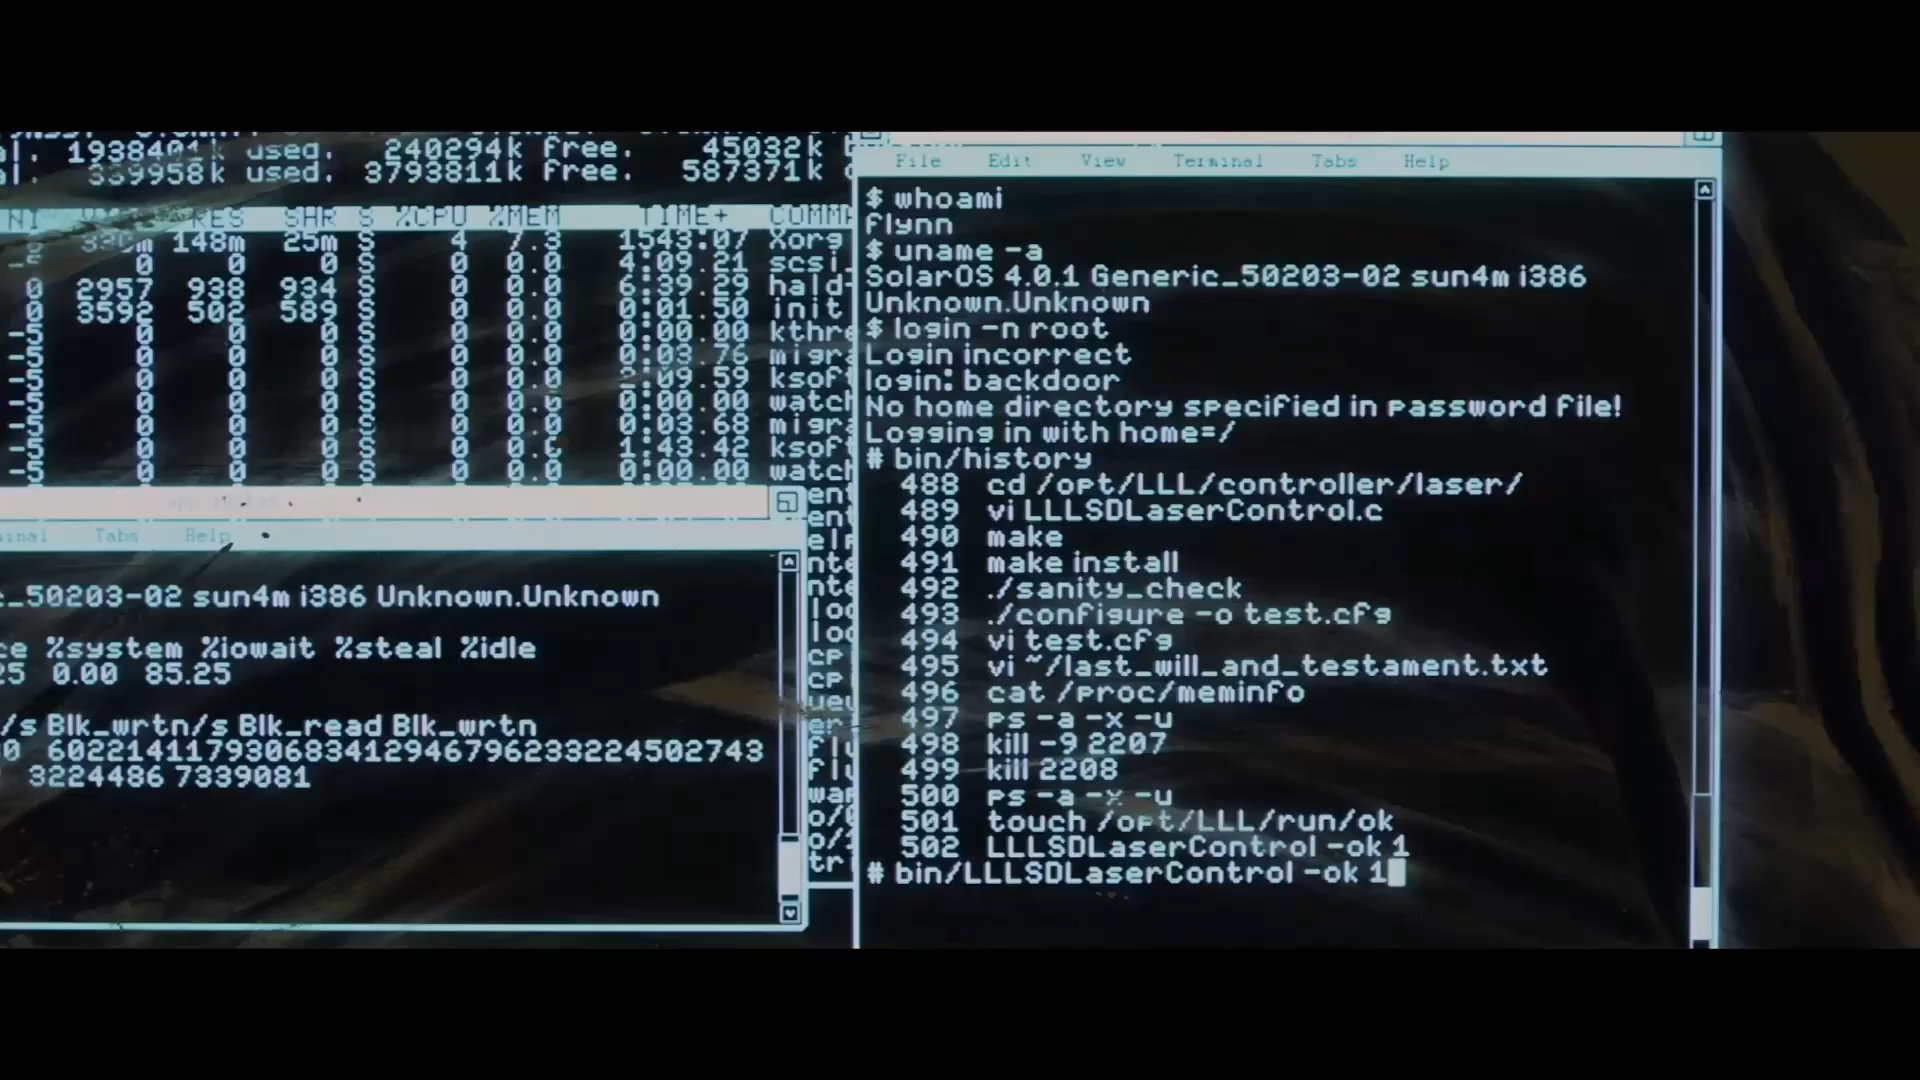 1938401k used. 240294k free. 45032k
339958k used. 3793811k free. 587371k
NI RES SHR S %CPU %MEM TIME+ COMMA
148m 25m S 4 7.3 1543:07 Xorg
0 0 0 S 0 0.0 4:09.21 scsi_
0 2957 938 934 S 0 0.0 6:39.29 hald-
0 3592 502 589 S 0 0.0 0:01.50 init
-5 0 0 0 S 0 0.0 0:00.00 kthre
-5 0 0 0 S 0 0.0 0:03.76 migra
-5 0 0 0 S 0 0.0 2:09.59 ksoft
-5 0 0 0 S 0 0.0 0:00.00 watch
-5 0 0 0 S 0 0.0 0:03.68 migra
-5 0 0 0 S 0 0.0 1:43.42 ksoft
-5 0 0 0 S 0 0.0 0:00.00 watch
minal Tabs Help
c_50203-02 sun4m i386 Unknown.Unknown
ce %system %iowait %steal %idle
25 0.00 85.25
/s Blk_wrtn/s Blk_read Blk_wrtn
60221411793068341294679623322450​2743
3224486 7339081
File Edit View Terminal Tabs Help
$ whoami
flynn
$ uname -a
SolarOS 4.0.1 Generic_50203-02 sun4m i386
Unknown.Unknown
$ login -n root
Login incorrect
login: backdoor
No home directory specified in password file!
Logging in with home=/
# bin/history
488 cd /opt/LLL/controller/laser/
489 vi LLLSDLaserControl.c
490 make
491 make install
492 ./sanity_check
493 ./configure -o test.cfg
494 vi test.cfg
495 vi ~/last_will_and_testament.txt
496 cat /proc/meminfo
497 ps -a -x -u
498 kill -9 2207
499 kill 2208
500 ps -a -x -u
501 touch /opt/LLL/run/ok
502 LLLSDLaserControl -ok 1
# bin/LLLSDLaserControl -ok 1